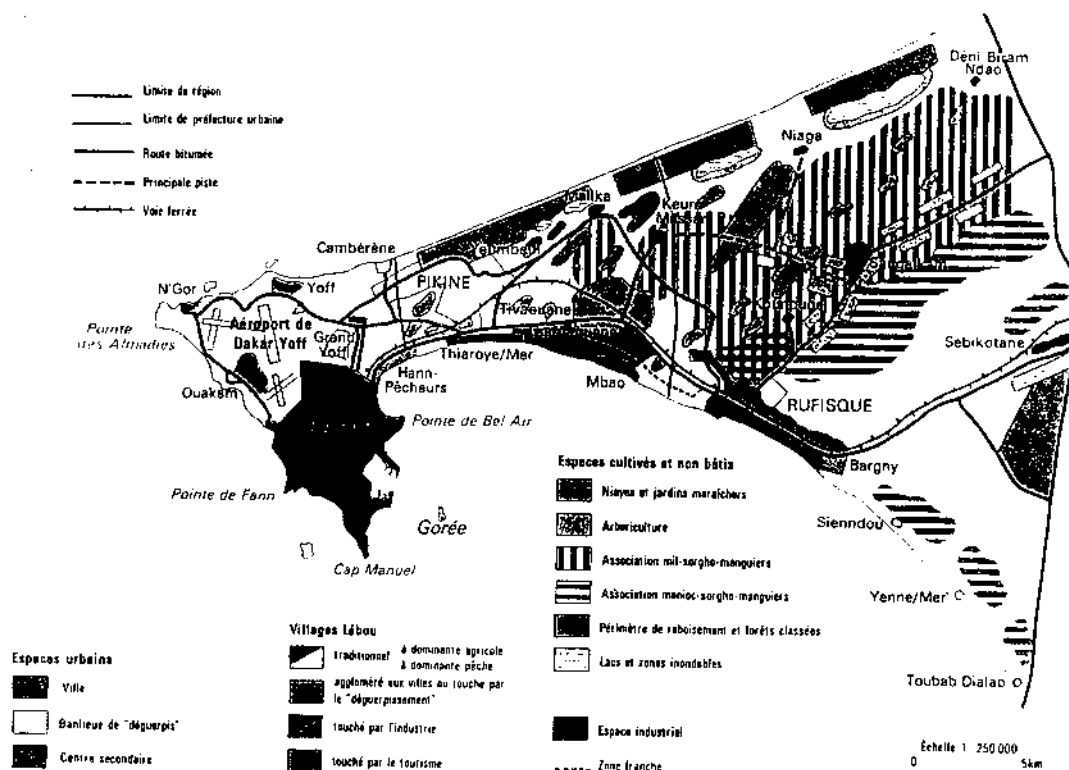 Limite de région
Limite de préfecture urbaine
Route bitumée
Principale piste
Voie ferrée
Déni Biram
Ndao
Niaga
Malika
Keure
Cambérène
Yeumbeul
PIKINE
N'Gor
Yoff
Pointe
des Almadies
Aéroport de
Dakar Yoff
Grand
Yoff
Tivaouane
Thiaroye/Mer
Hann-
Pêcheurs
Ouakam
Mbao
Sebikotane
RUFISQUE
Pointe de Bel Air
Bargny
Pointe de Fann
Gorée
Cap Manuel
Sienndou
Yenne/Mer
Toubab Dialao
Espaces cultivés et non bâtis
Niayes et jardins maraîchers
Arboriculture
Association mil-sorgho-manguiers
Association manioc-sorgho-manguiers
Périmètre de reboisement et forêts classées
Lacs et zones inondables
Espace industriel
Zone franche
Villages Lébou
traditionnel
à dominante agricole
à dominante pêche
aggloméré aux villes ou touché par
le "déguerpissement"
touché par l'industrie
touché par le tourisme
Espaces urbains
Ville
Banlieue de "déguerpis"
Centre secondaire
Échelle 1 250 000
0 5km